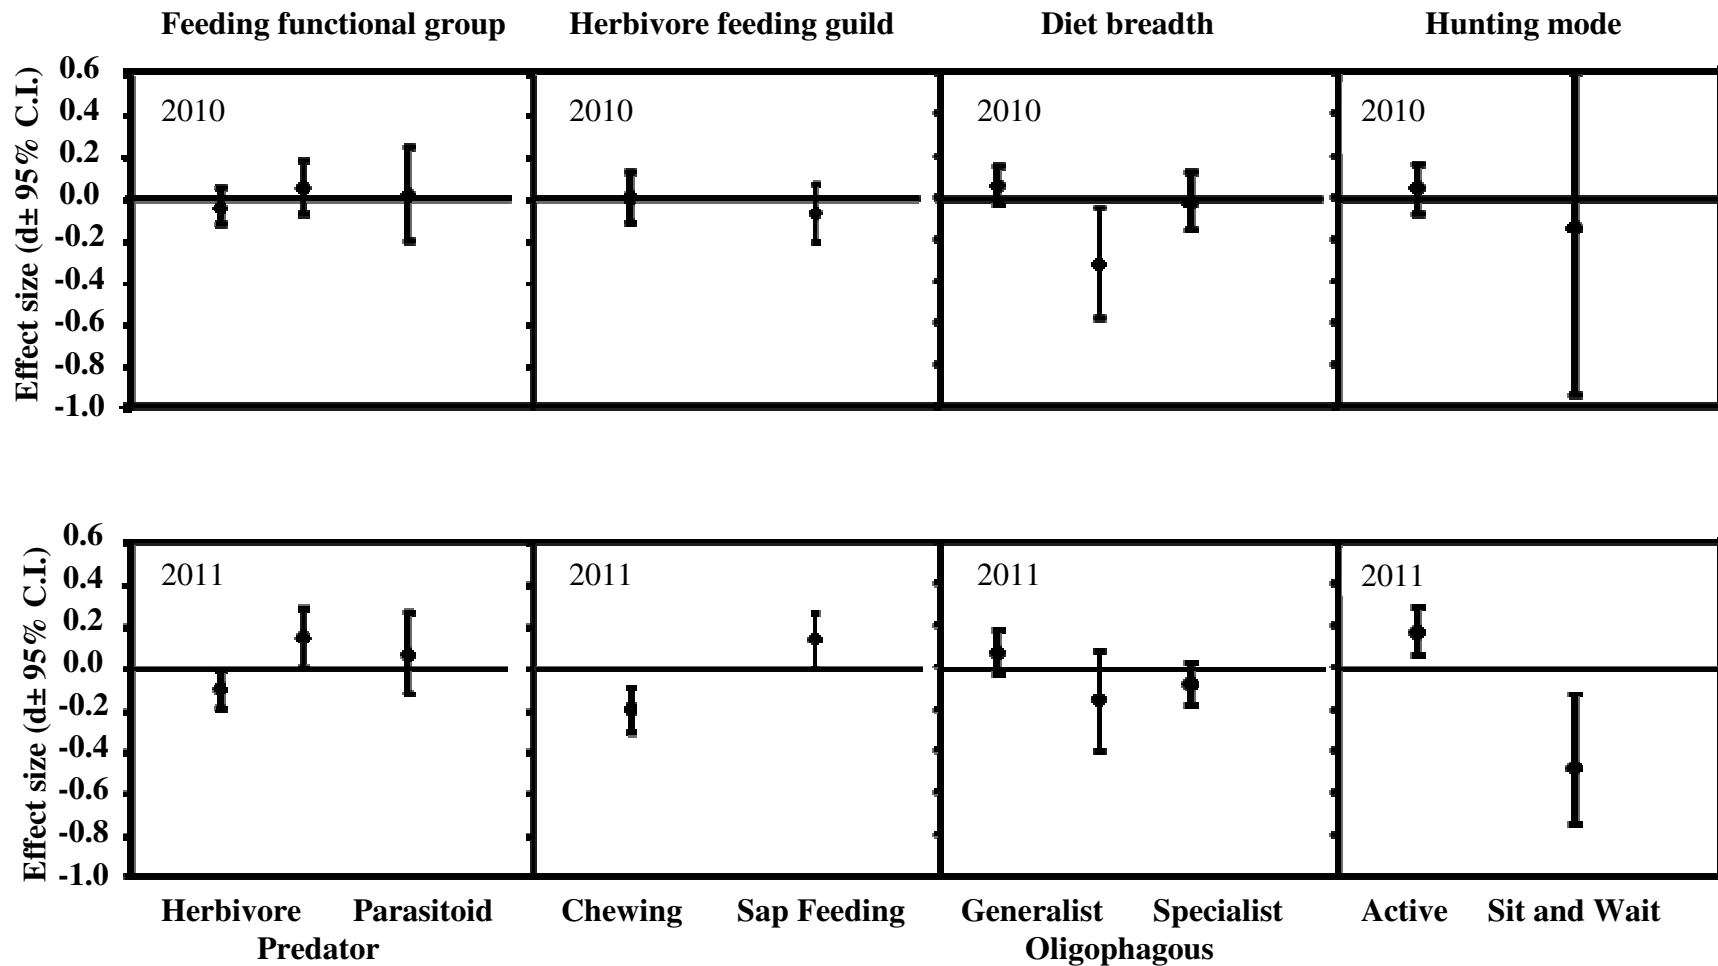 Feeding functional group Herbivore feeding guild Diet breadth Hunting mode
Effect size (d± 95% C.I.)
0.6
0.4
0.2
0.0
-0.2
-0.4
-0.6
-0.8
-1.0
2010 2010 2010 2010
Effect size (d± 95% C.I.)
0.6
0.4
0.2
0.0
-0.2
-0.4
-0.6
-0.8
-1.0
2011 2011 2011 2011
Herbivore Parasitoid Chewing Sap Feeding Generalist Specialist Active Sit and Wait
Predator Oligophagous